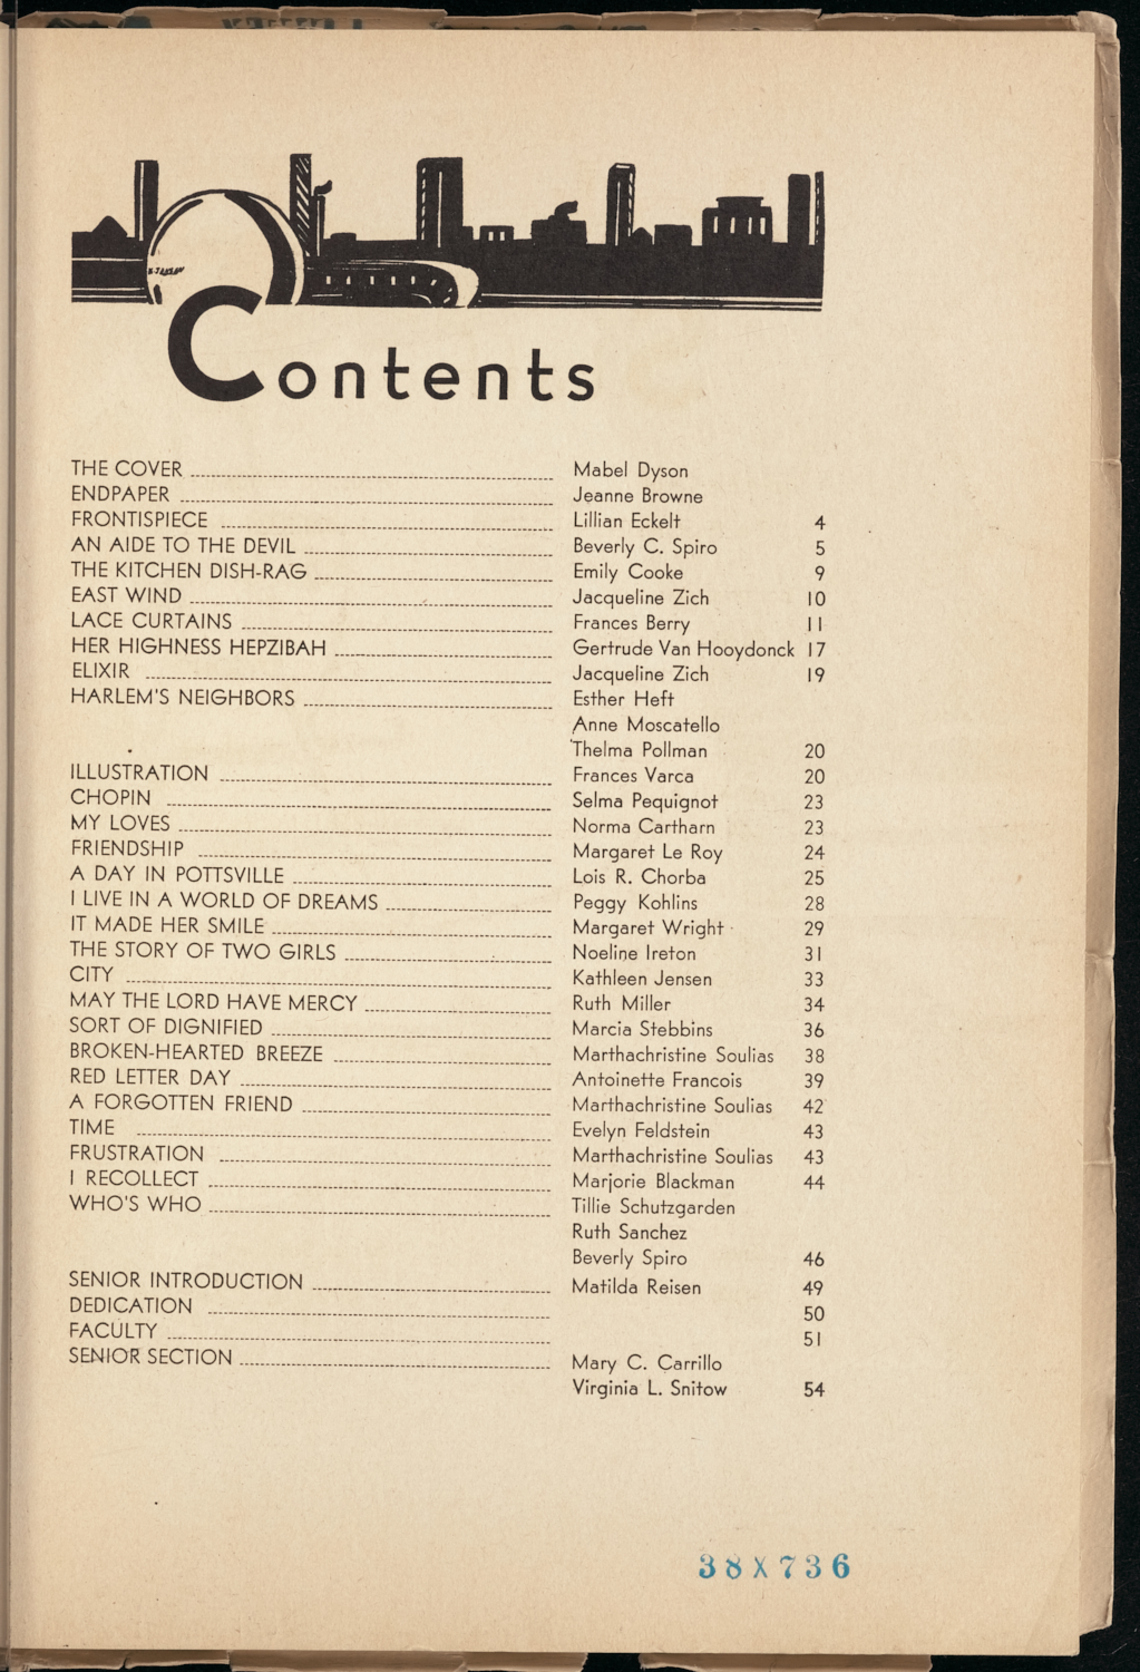 Contents
THE COVER Mabel Dyson
ENDPAPER Jeanne Browne
FRONTISPIECE Lillian Eckelt 4
AN AIDE TO THE DEVIL Beverly C. Spiro 5
THE KITCHEN DISH-RAG Emily Cooke 9
EAST WIND Jacqueline Zich 10
LACE CURTAINS Frances Berry 11
HER HIGHNESS HEPZIBAH Gertrude Van Hooydonck 17
ELIXIR Jacqueline Zich 19
HARLEM'S NEIGHBORS Esther Heft
Anne Moscatello
Thelma Pollman 20
ILLUSTRATION Frances Varca 20
CHOPIN Selma Pequignot 23
MY LOVES Norma Cartharn 23
FRIENDSHIP Margaret Le Roy 24
A DAY IN POTTSVILLE Lois R. Chorba 25
I LIVE IN A WORLD OF DREAMS Peggy Kohlins 28
IT MADE HER SMILE Margaret Wright 29
THE STORY OF TWO GIRLS Noeline Ireton 31
CITY Kathleen Jensen 33
MAY THE LORD HAVE MERCY Ruth Miller 34
SORT OF DIGNIFIED Marcia Stebbins 36
BROKEN-HEARTED BREEZE Marthachristine Soulias 38
RED LETTER DAY Antoinette Francois 39
A FORGOTTEN FRIEND Marthachristine Soulias 42
TIME Evelyn Feldstein 43
FRUSTRATION Marthachristine Soulias 43
I RECOLLECT Marjorie Blackman 44
WHO'S WHO Tillie Schutzgarden
Ruth Sanchez
Beverly Spiro 46
SENIOR INTRODUCTION Matilda Reisen 49
DEDICATION 50
FACULTY 51
SENIOR SECTION Mary C. Carrillo
Virginia L. Snitow 54
38X736